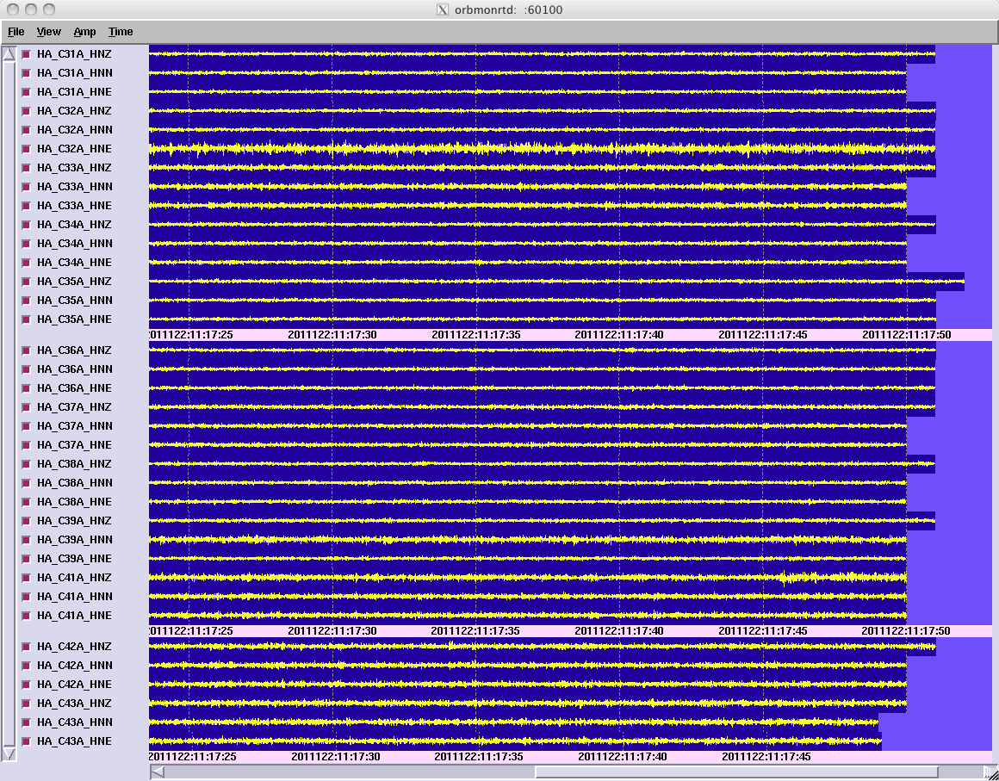 orbmonrtd: :60100
File View Amp Time
HA_C31A_HNZ
HA_C31A_HNN
HA_C31A_HNE
HA_C32A_HNZ
HA_C32A_HNN
HA_C32A_HNE
HA_C33A_HNZ
HA_C33A_HNN
HA_C33A_HNE
HA_C34A_HNZ
HA_C34A_HNN
HA_C34A_HNE
HA_C35A_HNZ
HA_C35A_HNN
HA_C35A_HNE
2011122:11:17:25 2011122:11:17:30 2011122:11:17:35 2011122:11:17:40 2011122:11:17:45 2011122:11:17:50
HA_C36A_HNZ
HA_C36A_HNN
HA_C36A_HNE
HA_C37A_HNZ
HA_C37A_HNN
HA_C37A_HNE
HA_C38A_HNZ
HA_C38A_HNN
HA_C38A_HNE
HA_C39A_HNZ
HA_C39A_HNN
HA_C39A_HNE
HA_C41A_HNZ
HA_C41A_HNN
HA_C41A_HNE
2011122:11:17:25 2011122:11:17:30 2011122:11:17:35 2011122:11:17:40 2011122:11:17:45 2011122:11:17:50
HA_C42A_HNZ
HA_C42A_HNN
HA_C42A_HNE
HA_C43A_HNZ
HA_C43A_HNN
HA_C43A_HNE
2011122:11:17:25 2011122:11:17:30 2011122:11:17:35 2011122:11:17:40 2011122:11:17:45